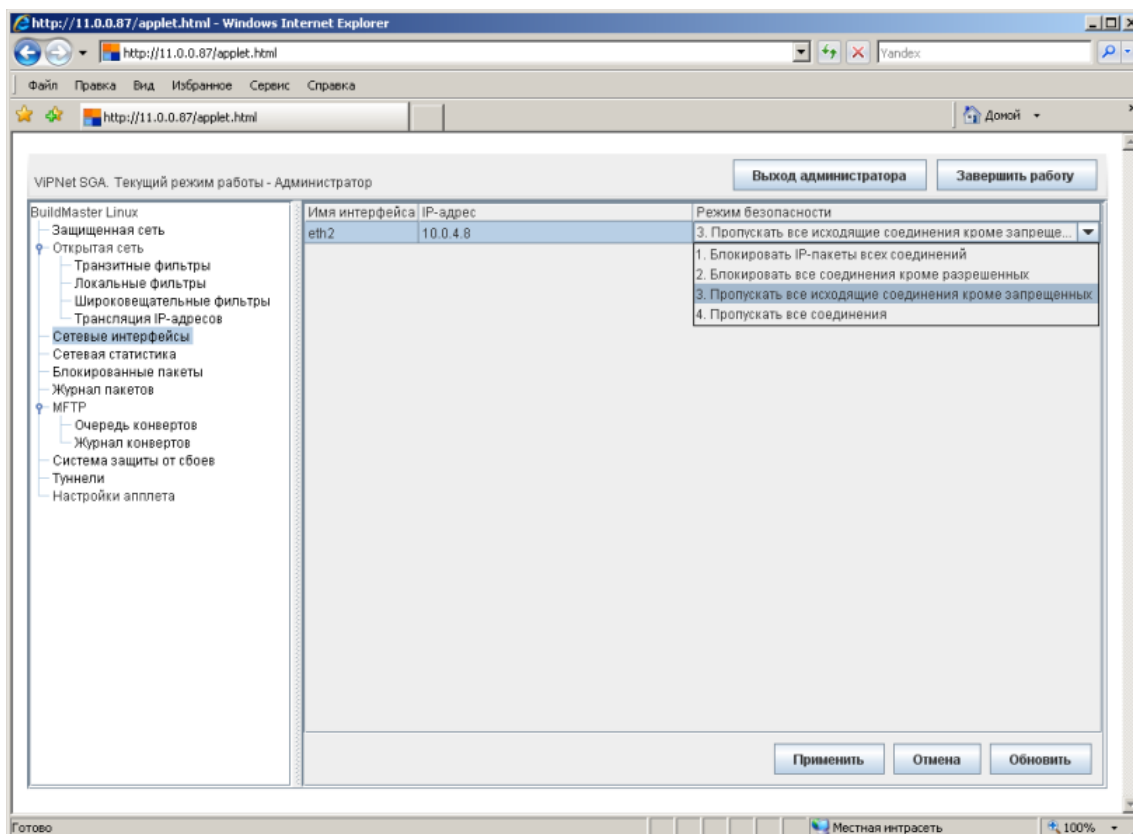 http://11.0.0.87/applet.html - Windows Internet Explorer
http://11.0.0.87/applet.html
Yandex
Файл Правка Вид Избранное Сервис Справка
http://11.0.0.87/applet.html
Домой
ViPNet SGA. Текущий режим работы - Администратор
Выход администратора
Завершить работу
BuildMaster Linux
Защищенная сеть
Открытая сеть
Транзитные фильтры
Локальные фильтры
Широковещательные фильтры
Трансляция IP-адресов
Сетевые интерфейсы
Сетевая статистика
Блокированные пакеты
Журнал пакетов
MFTP
Очередь конвертов
Журнал конвертов
Система защиты от сбоев
Туннели
Настройки апплета
Имя интерфейса IP-адрес Режим безопасности
eth2 10.0.4.8 3. Пропускать все исходящие соединения кроме запреще...
1. Блокировать IP-пакеты всех соединений
2. Блокировать все соединения кроме разрешенных
3. Пропускать все исходящие соединения кроме запрещенных
4. Пропускать все соединения
Применить Отмена Обновить
Готово Местная интрасеть 100%